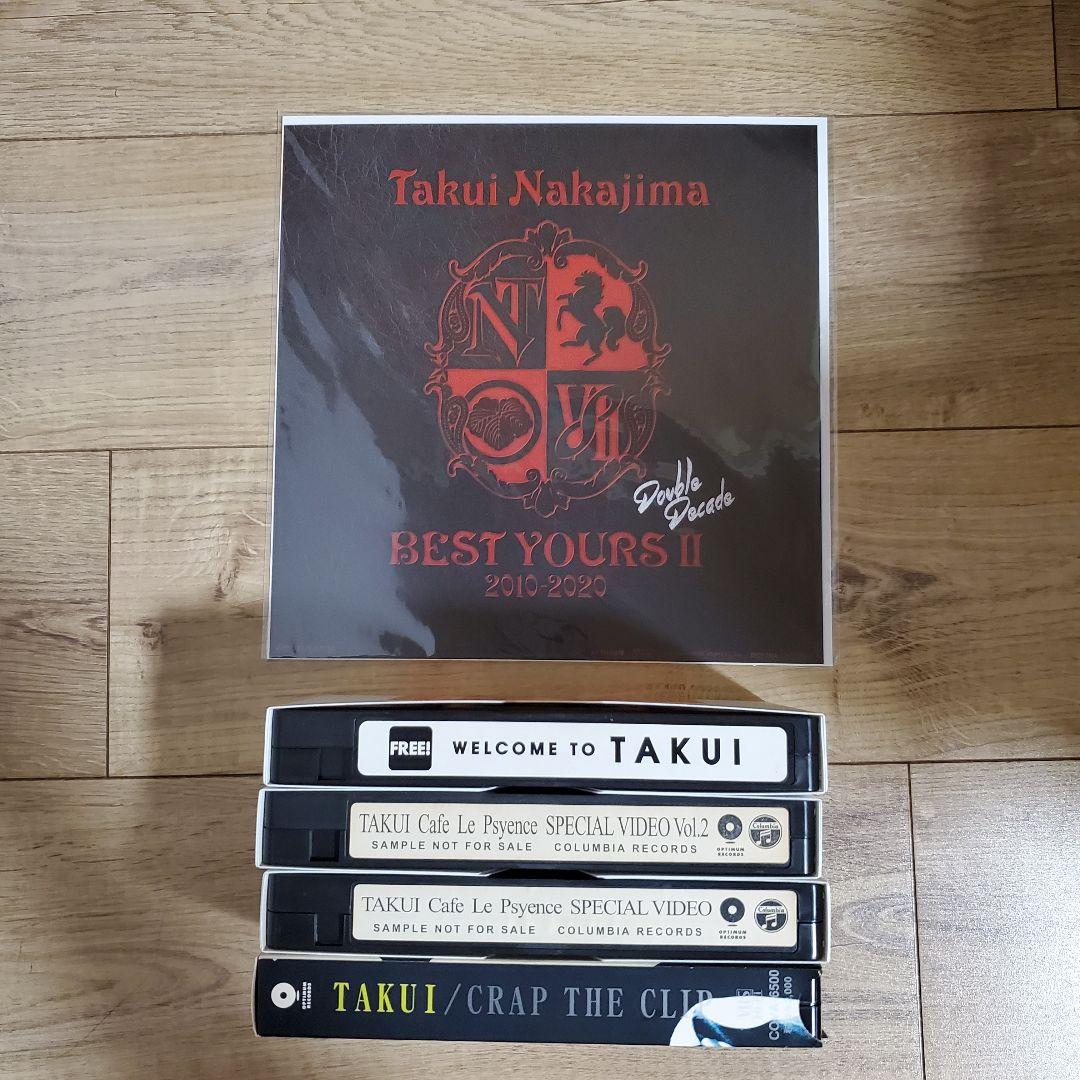 Takui Nakajima
NT
VII
Double
Decade
BEST YOURS II
2010-2020
FREE! WELCOME TO TAKUI
TAKUI Cafe Le Psyence SPECIAL VIDEO Vol.2
SAMPLE NOT FOR SALE COLUMBIA RECORDS
OPTIMUM
RECORDS
Columbia
TAKUI Cafe Le Psyence SPECIAL VIDEO
SAMPLE NOT FOR SALE COLUMBIA RECORDS
OPTIMUM
RECORDS
Columbia
OPTIMUM
RECORDS
TAKUI/CRAP THE CLIP